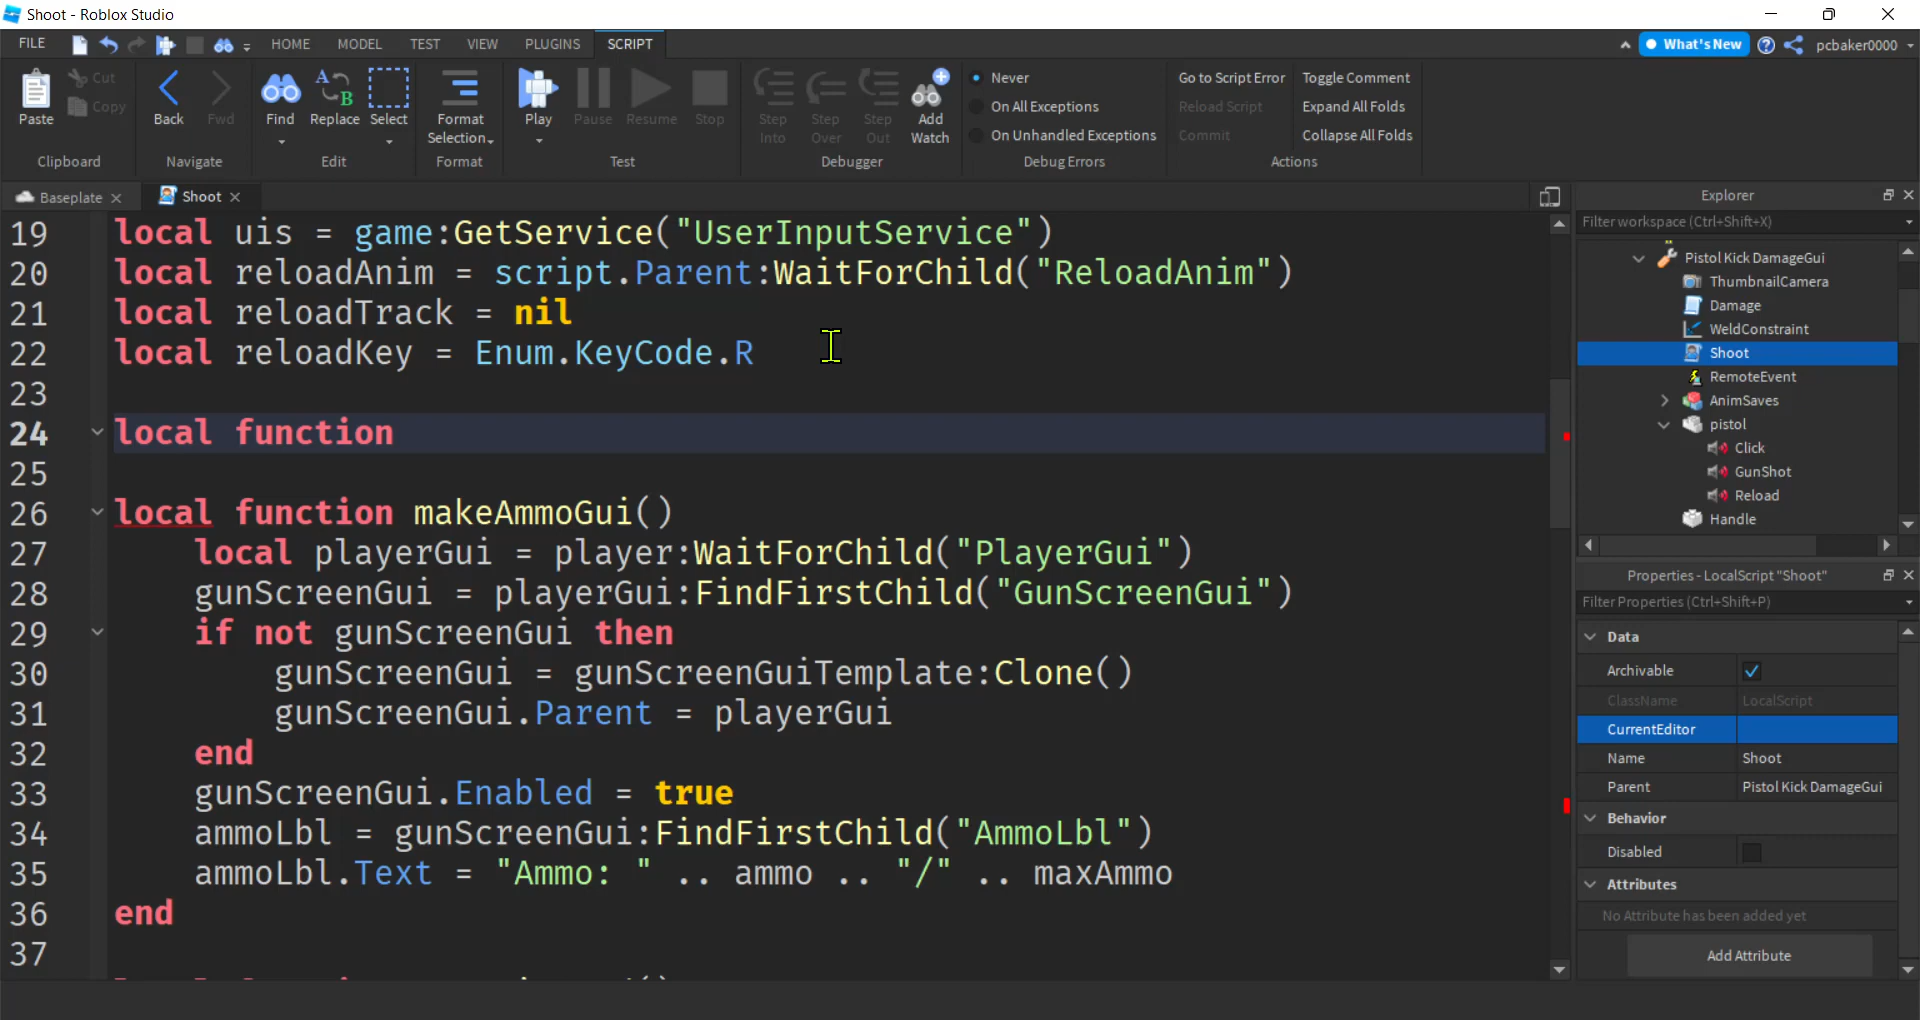 Shoot - Roblox Studio
FILE HOME MODEL TEST VIEW PLUGINS SCRIPT What's New pcbaker0000
Paste Cut Copy
Clipboard
Back Fwd
Navigate
Find Replace Select
Edit
Format Selection
Format
Play Pause Resume Stop
Test
Step Into Step Over Step Out Add Watch
Debugger
Never
On All Exceptions
On Unhandled Exceptions
Debug Errors
Go to Script Error Toggle Comment
Reload Script Expand All Folds
Commit Collapse All Folds
Actions
Baseplate Shoot
19 local uis = game:GetService("UserInputService")
20 local reloadAnim = script.Parent:WaitForChild("ReloadAnim")
21 local reloadTrack = nil
22 local reloadKey = Enum.KeyCode.R
23
24 local function
25
26 local function makeAmmoGui()
27 local playerGui = player:WaitForChild("PlayerGui")
28 gunScreenGui = playerGui:FindFirstChild("GunScreenGui")
29 if not gunScreenGui then
30 gunScreenGui = gunScreenGuiTemplate:Clone()
31 gunScreenGui.Parent = playerGui
32 end
33 gunScreenGui.Enabled = true
34 ammoLbl = gunScreenGui:FindFirstChild("AmmoLbl")
35 ammoLbl.Text = "Ammo: " .. ammo .. "/" .. maxAmmo
36 end
37
Explorer
Filter workspace (Ctrl+Shift+X)
Pistol Kick DamageGui
ThumbnailCamera
Damage
WeldConstraint
Shoot
RemoteEvent
AnimSaves
pistol
Click
GunShot
Reload
Handle
Properties - LocalScript "Shoot"
Filter Properties (Ctrl+Shift+P)
Data
Archivable
ClassName LocalScript
CurrentEditor
Name Shoot
Parent Pistol Kick DamageGui
Behavior
Disabled
Attributes
No Attribute has been added yet
Add Attribute